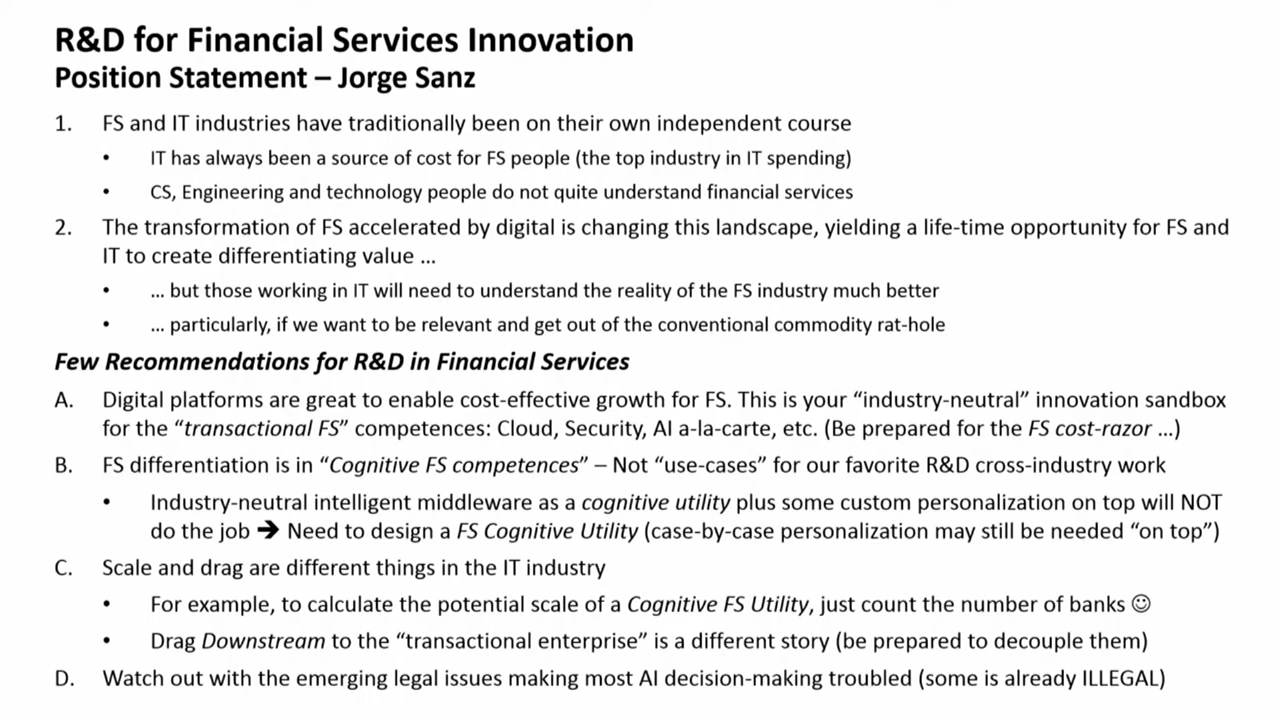 R&D for Financial Services Innovation
Position Statement – Jorge Sanz
1. FS and IT industries have traditionally been on their own independent course
• IT has always been a source of cost for FS people (the top industry in IT spending)
• CS, Engineering and technology people do not quite understand financial services
2. The transformation of FS accelerated by digital is changing this landscape, yielding a life-time opportunity for FS and
IT to create differentiating value …
• … but those working in IT will need to understand the reality of the FS industry much better
• … particularly, if we want to be relevant and get out of the conventional commodity rat-hole
Few Recommendations for R&D in Financial Services
A. Digital platforms are great to enable cost-effective growth for FS. This is your “industry-neutral” innovation sandbox
for the “transactional FS” competences: Cloud, Security, AI a-la-carte, etc. (Be prepared for the FS cost-razor …)
B. FS differentiation is in “Cognitive FS competences” – Not “use-cases” for our favorite R&D cross-industry work
• Industry-neutral intelligent middleware as a cognitive utility plus some custom personalization on top will NOT
do the job ➔ Need to design a FS Cognitive Utility (case-by-case personalization may still be needed “on top”)
C. Scale and drag are different things in the IT industry
• For example, to calculate the potential scale of a Cognitive FS Utility, just count the number of banks ☺
• Drag Downstream to the “transactional enterprise” is a different story (be prepared to decouple them)
D. Watch out with the emerging legal issues making most AI decision-making troubled (some is already ILLEGAL)